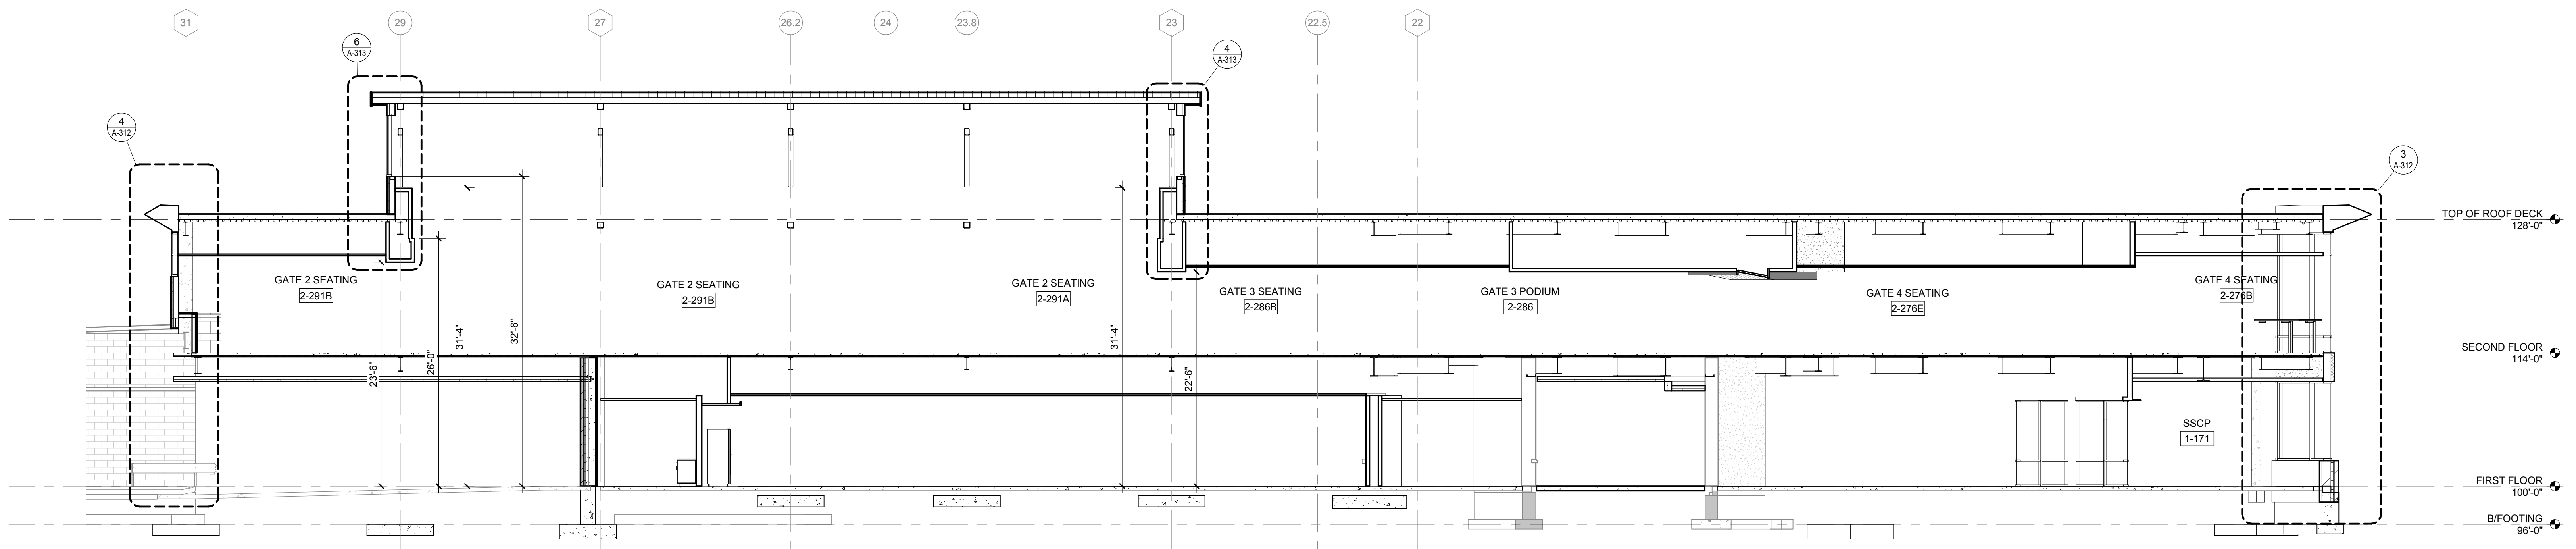 31
29
27
26.2
24
23.8
23
22.5
22
6
A-313
4
A-313
4
A-312
3
A-312
TOP OF ROOF DECK
128'-0"
GATE 2 SEATING
2-291B
GATE 2 SEATING
2-291B
GATE 2 SEATING
2-291A
GATE 3 SEATING
2-286B
GATE 3 PODIUM
2-286
GATE 4 SEATING
2-276E
GATE 4 SEATING
2-276B
23'-6"
26'-0"
31'-4"
32'-6"
31'-4"
22'-6"
SECOND FLOOR
114'-0"
SSCP
1-171
FIRST FLOOR
100'-0"
B/FOOTING
96'-0"